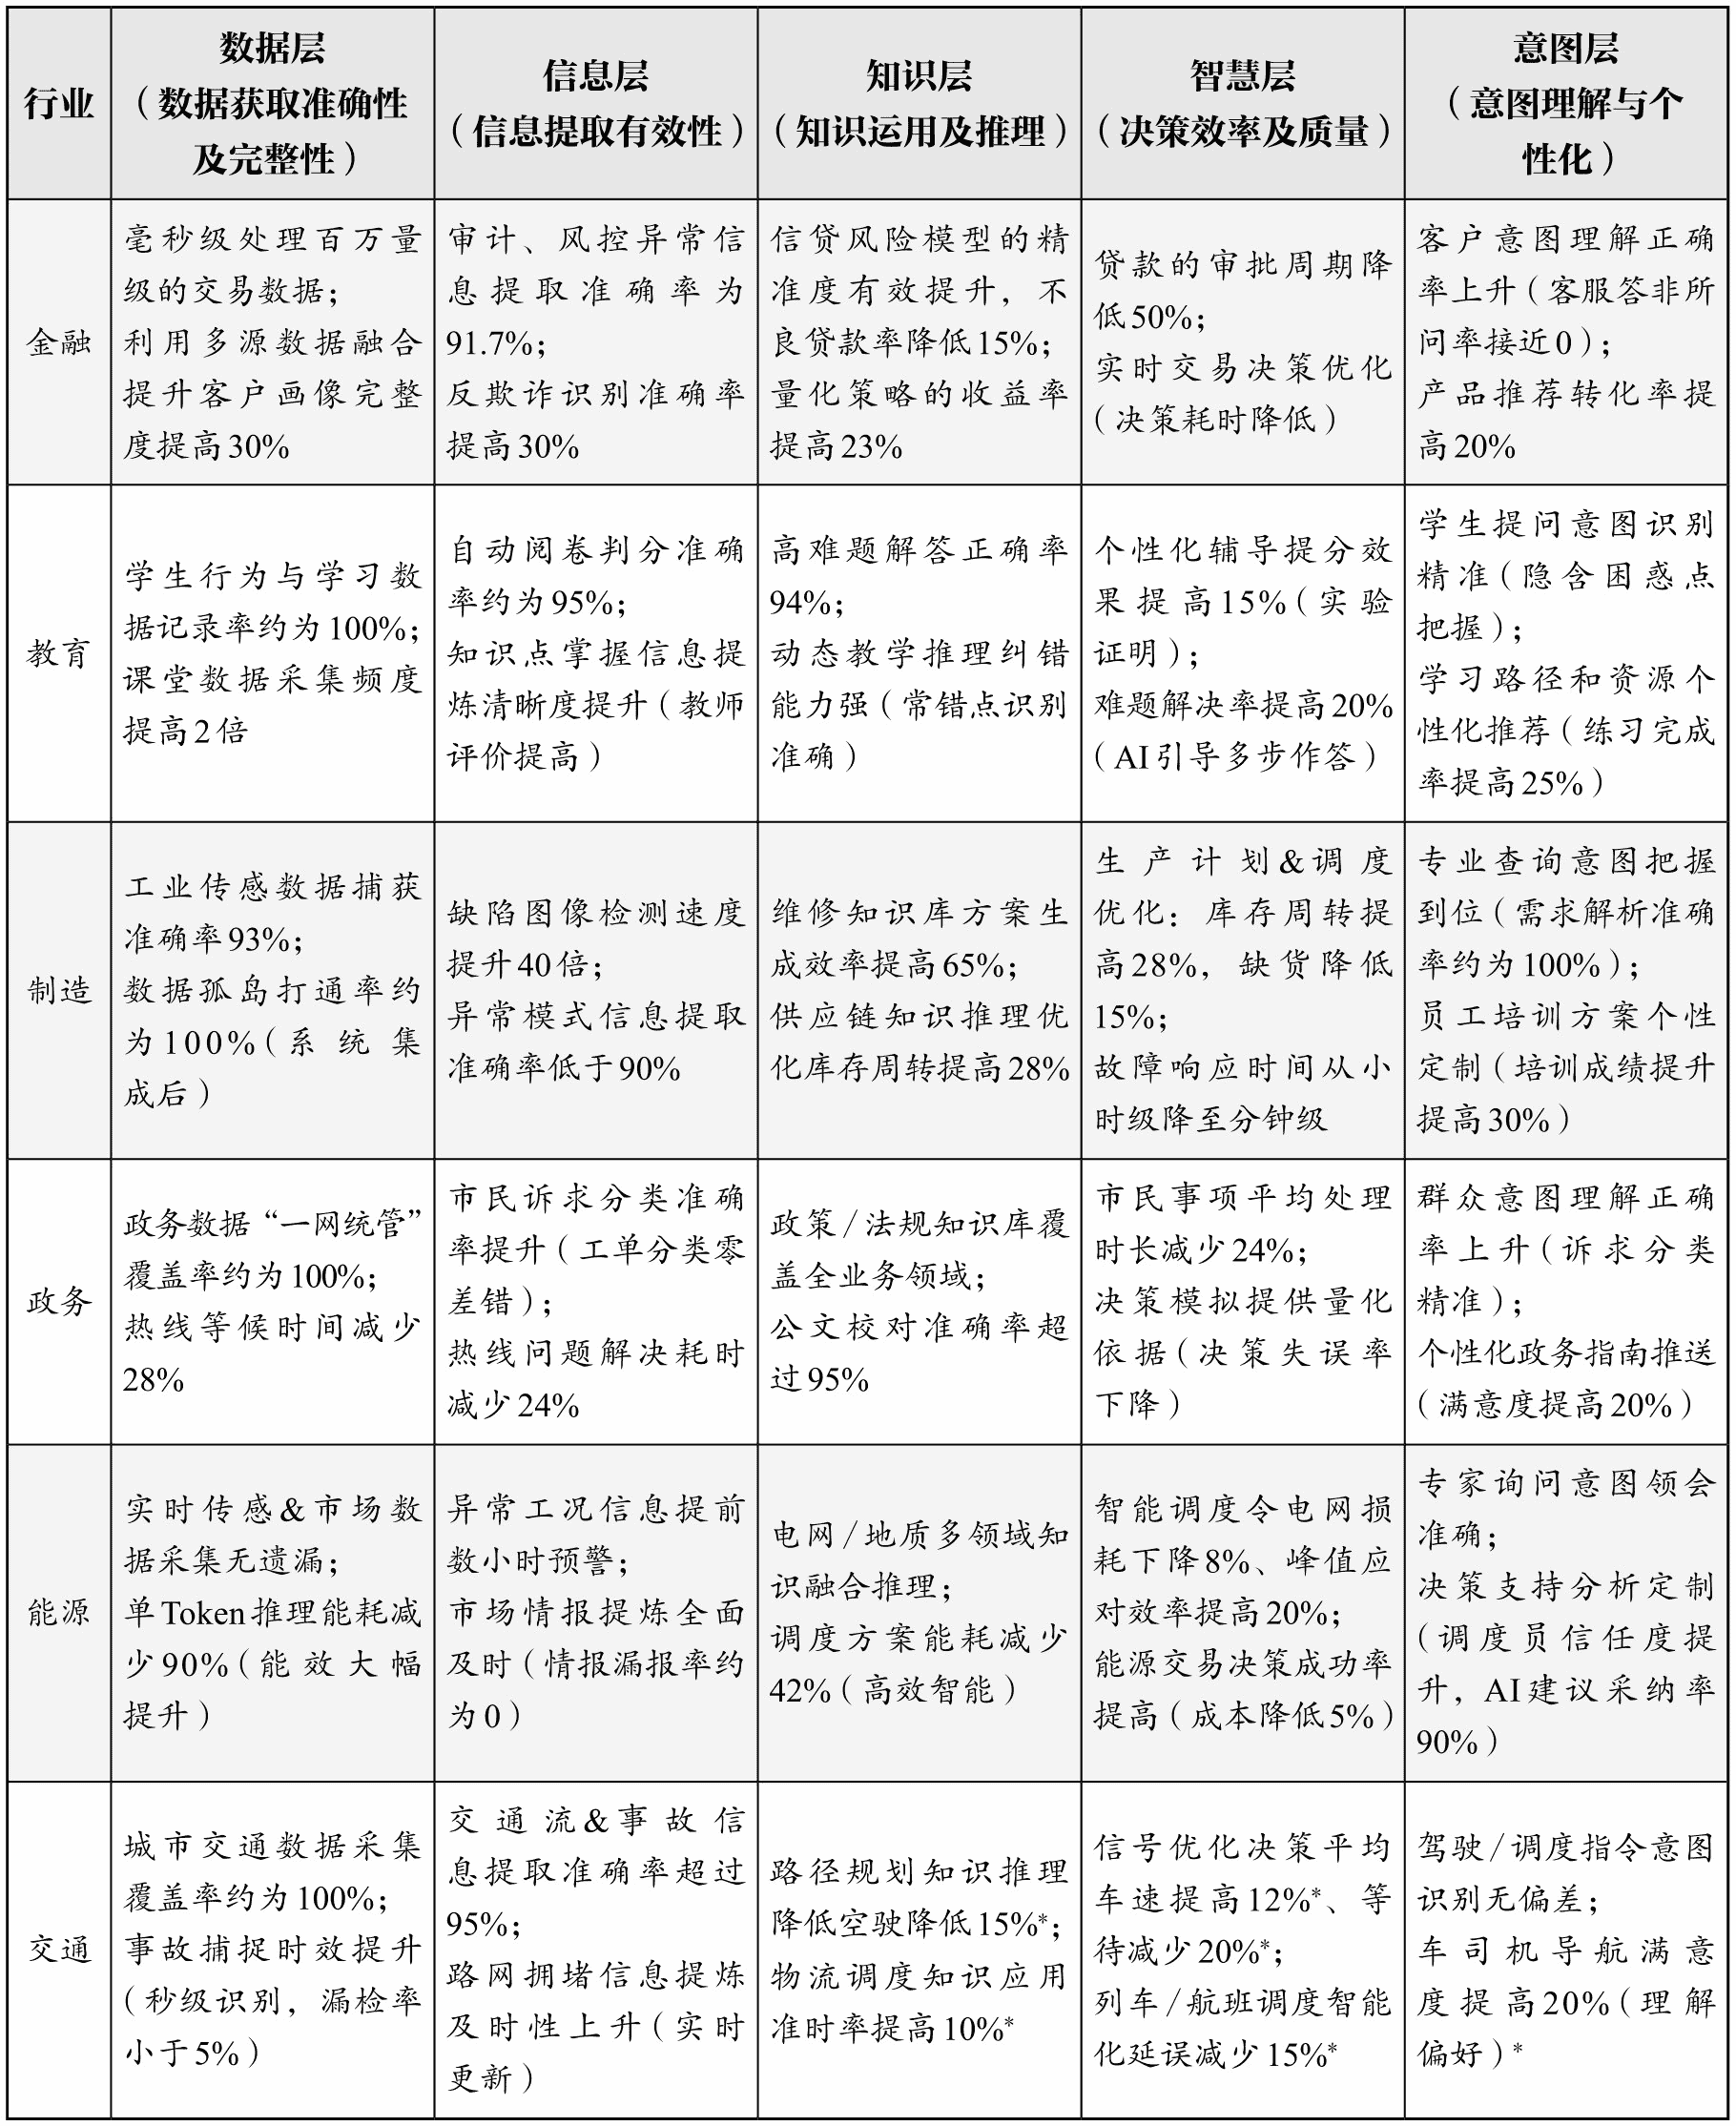 行业
数据层
（数据获取准确性
及完整性）
信息层
（信息提取有效性）
知识层
（知识运用及推理）
智慧层
（决策效率及质量）
意图层
（意图理解与个
性化）
金融
毫秒级处理百万量
级的交易数据；
利用多源数据融合
提升客户画像完整
度提高30%
审计、风控异常信
息提取准确率为
91.7%；
反欺诈识别准确率
提高30%
信贷风险模型的精
准度有效提升，不
良贷款率降低15%；
量化策略的收益率
提高23%
贷款的审批周期降
低50%；
实时交易决策优化
（决策耗时降低）
客户意图理解正确
率上升（客服答非所
问率接近0）；
产品推荐转化率提
高20%
教育
学生行为与学习数
据记录率约为100%；
课堂数据采集频度
提高2倍
自动阅卷判分准确
率约为95%；
知识点掌握信息提
炼清晰度提升（教师
评价提高）
高难题解答正确率
94%；
动态教学推理纠错
能力强（常错点识别
准确）
个性化辅导提分效
果提高15%（实验
证明）；
难题解决率提高20%
（AI引导多步作答）
学生提问意图识别
精准（隐含困惑点
把握）；
学习路径和资源个
性化推荐（练习完成
率提高25%）
制造
工业传感数据捕获
准确率93%；
数据孤岛打通率约
为100%（系统集
成后）
缺陷图像检测速度
提升40倍；
异常模式信息提取
准确率低于90%
维修知识库方案生
成效率提高65%；
供应链知识推理优
化库存周转提高28%
生产计划&调度
优化：库存周转提
高28%，缺货降低
15%；
故障响应时间从小
时级降至分钟级
专业查询意图把握
到位（需求解析准确
率约为100%）；
员工培训方案个性
定制（培训成绩提升
提高30%）
政务
政务数据“一网统管”
覆盖率约为100%；
热线等候时间减少
28%
市民诉求分类准确
率提升（工单分类零
差错）；
热线问题解决耗时
减少24%
政策/法规知识库覆
盖全业务领域；
公文校对准确率超
过95%
市民事项平均处理
时长减少24%；
决策模拟提供量化
依据（决策失误率
下降）
群众意图理解正确
率上升（诉求分类
精准）；
个性化政务指南推送
（满意度提高20%）
能源
实时传感&市场数
据采集无遗漏；
单Token推理能耗减
少90%（能效大幅
提升）
异常工况信息提前
数小时预警；
市场情报提炼全面
及时（情报漏报率约
为0）
电网/地质多领域知
识融合推理；
调度方案能耗减少
42%（高效智能）
智能调度令电网损
耗下降8%、峰值应
对效率提高20%；
能源交易决策成功率
提高（成本降低5%）
专家询问意图领会
准确；
决策支持分析定制
（调度员信任度提
升，AI建议采纳率
90%）
交通
城市交通数据采集
覆盖率约为100%；
事故捕捉时效提升
（秒级识别，漏检率
小于5%）
交通流&事故信
息提取准确率超过
95%；
路网拥堵信息提炼
及时性上升（实时
更新）
路径规划知识推理
降低空驶降低15%*；
物流调度知识应用
准时率提高10%*
信号优化决策平均
车速提高12%*、等
待减少20%*；
列车/航班调度智能
化延误减少15%*
驾驶/调度指令意图
识别无偏差；
车司机导航满意
度提高20%（理解
偏好）*